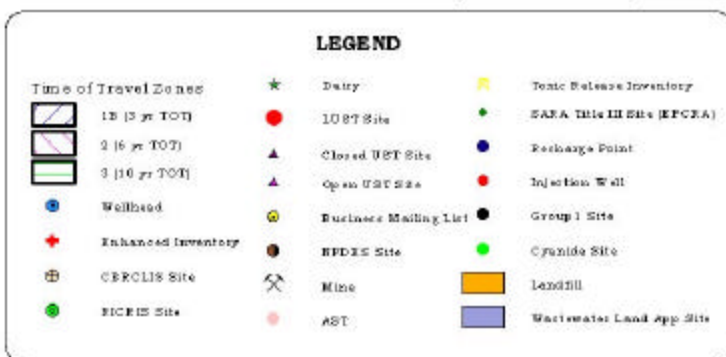 LEGEND
Time of Travel Zones
1B (3 yr TOT)
2 (6 yr TOT)
3 (10 yr TOT)
Wellhead
Enhanced Inventory
CERCLIS Site
RICRIS Site
Dairy
LUST Site
Closed UST Site
Open UST Site
Business Mailing List
NPDES Site
Mine
AST
Toxic Release Inventory
SARA Title III Site (EPCRA)
Recharge Point
Injection Well
Group 1 Site
Cyanide Site
Landfill
Wastewater Land App Site